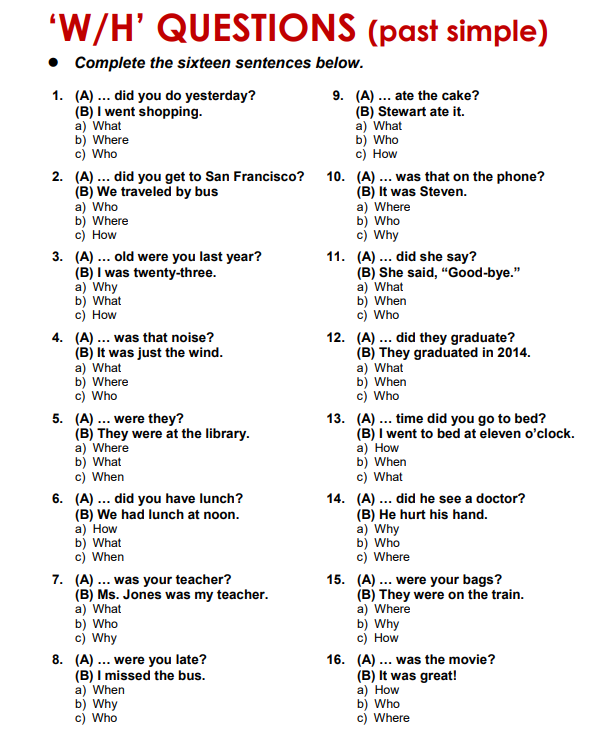 ‘W/H’ QUESTIONS (past simple)
● Complete the sixteen sentences below.
1. (A) … did you do yesterday?
(B) I went shopping.
a) What
b) Where
c) Who
2. (A) … did you get to San Francisco?
(B) We traveled by bus
a) Who
b) Where
c) How
3. (A) … old were you last year?
(B) I was twenty-three.
a) Why
b) What
c) How
4. (A) … was that noise?
(B) It was just the wind.
a) What
b) Where
c) Who
5. (A) … were they?
(B) They were at the library.
a) Where
b) What
c) When
6. (A) … did you have lunch?
(B) We had lunch at noon.
a) How
b) What
c) When
7. (A) … was your teacher?
(B) Ms. Jones was my teacher.
a) What
b) Who
c) Why
8. (A) … were you late?
(B) I missed the bus.
a) When
b) Why
c) Who
9. (A) … ate the cake?
(B) Stewart ate it.
a) What
b) Who
c) How
10. (A) … was that on the phone?
(B) It was Steven.
a) Where
b) Who
c) Why
11. (A) … did she say?
(B) She said, “Good-bye.”
a) What
b) When
c) Who
12. (A) … did they graduate?
(B) They graduated in 2014.
a) What
b) When
c) Who
13. (A) … time did you go to bed?
(B) I went to bed at eleven o’clock.
a) How
b) When
c) What
14. (A) … did he see a doctor?
(B) He hurt his hand.
a) Why
b) Who
c) Where
15. (A) … were your bags?
(B) They were on the train.
a) Where
b) Why
c) How
16. (A) … was the movie?
(B) It was great!
a) How
b) Who
c) Where